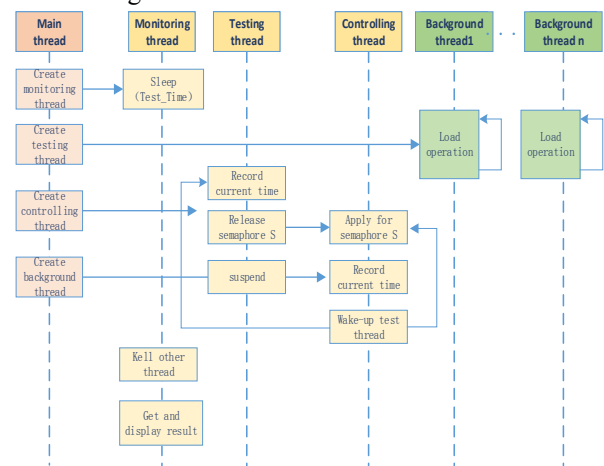 Main
thread
Monitoring
thread
Testing
thread
Controlling
thread
Background
thread1
. . .
Background
thread n
Create
monitoring
thread
Sleep
(Test_Time)
Create
testing
thread
Load
operation
Load
operation
Record
current time
Create
controlling
thread
Release
semaphore S
Apply for
semaphore S
Create
background
thread
suspend
Record
current time
Wake-up test
thread
Kell other
thread
Get and
display result